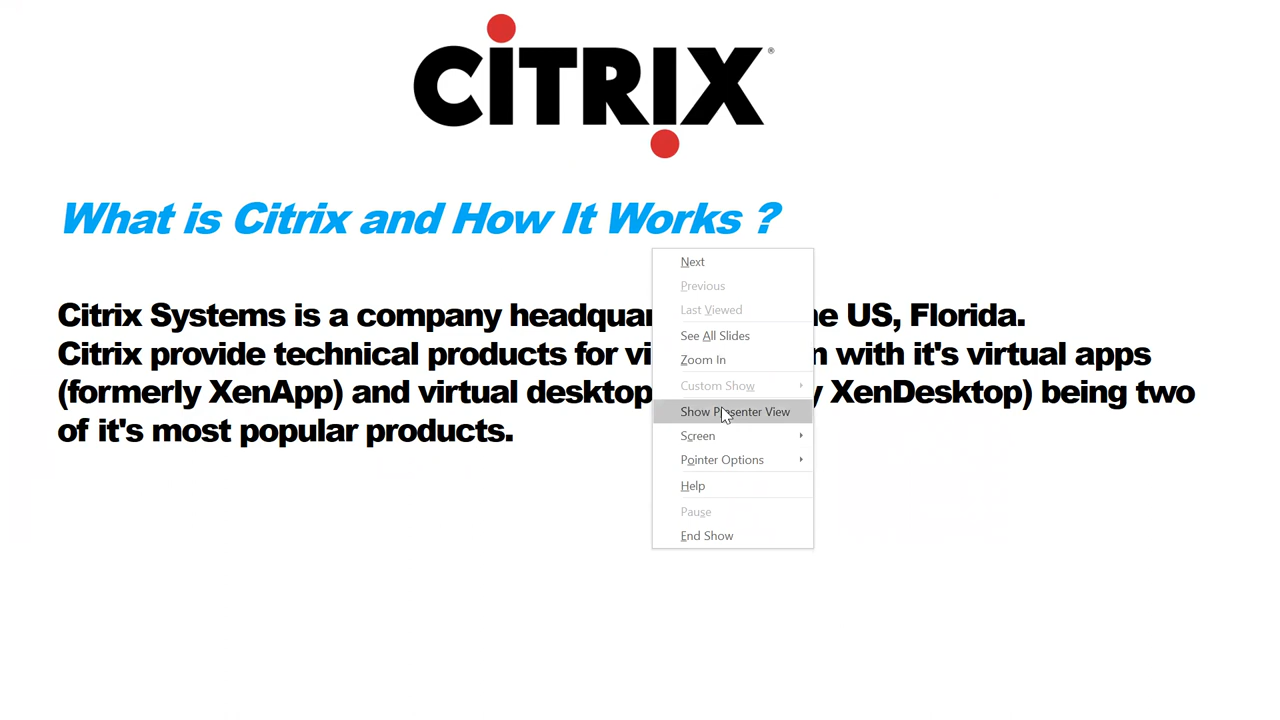 CİTRIX®
What is Citrix and How It Works ?
Citrix Systems is a company headquar he US, Florida.
Citrix provide technical products for vi n with it's virtual apps
(formerly XenApp) and virtual desktop y XenDesktop) being two
of it's most popular products.
Next
Previous
Last Viewed
See All Slides
Zoom In
Custom Show
Show Presenter View
Screen
Pointer Options
Help
Pause
End Show